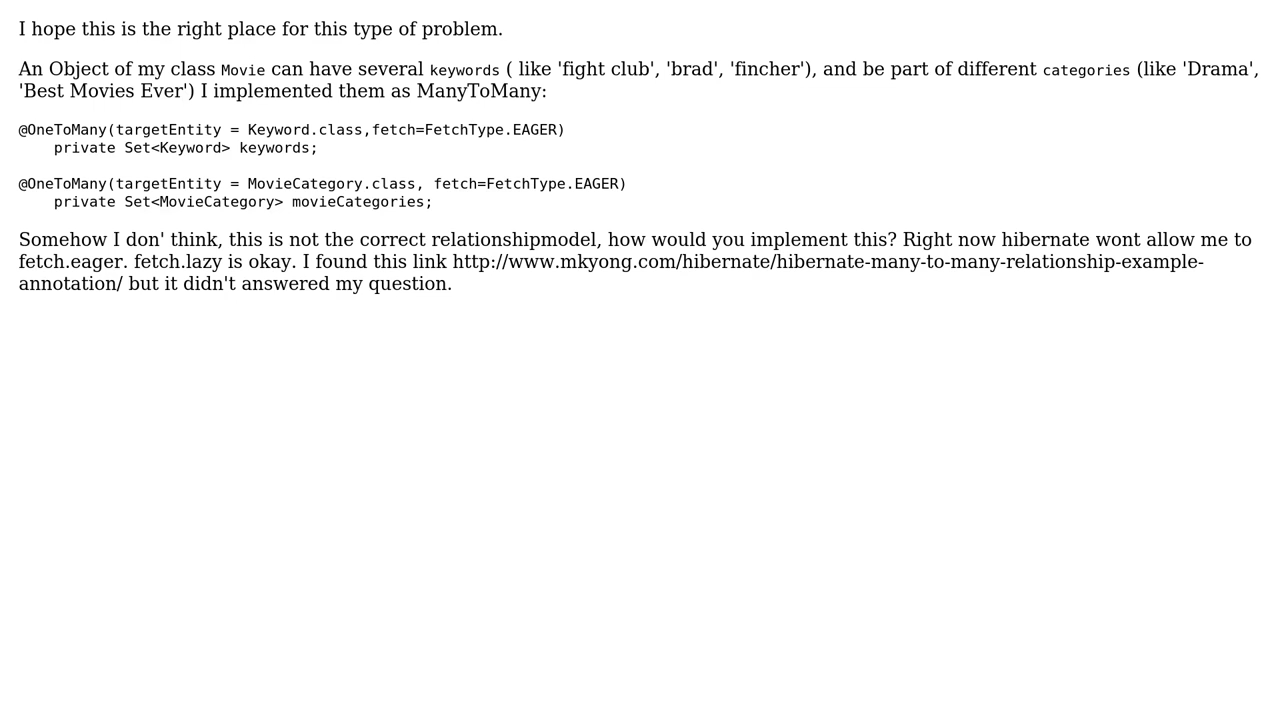 I hope this is the right place for this type of problem.
An Object of my class Movie can have several keywords ( like 'fight club', 'brad', 'fincher'), and be part of different categories (like 'Drama',
'Best Movies Ever') I implemented them as ManyToMany:
@OneToMany(targetEntity = Keyword.class,fetch=FetchType.EAGER)
    private Set<Keyword> keywords;
@OneToMany(targetEntity = MovieCategory.class, fetch=FetchType.EAGER)
    private Set<MovieCategory> movieCategories;
Somehow I don' think, this is not the correct relationshipmodel, how would you implement this? Right now hibernate wont allow me to
fetch.eager. fetch.lazy is okay. I found this link http://www.mkyong.com/hibernate/hibernate-many-to-many-relationship-example-
annotation/ but it didn't answered my question.